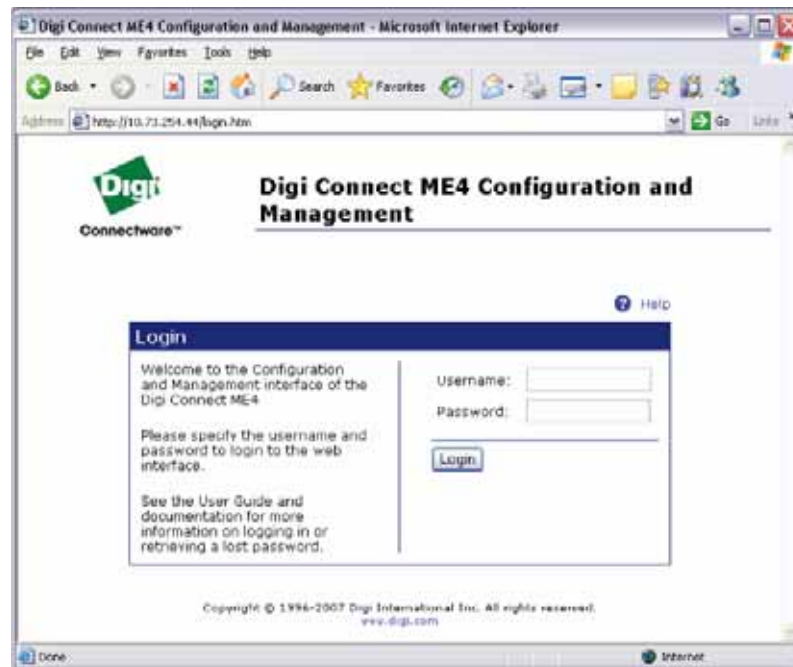 Digi Connect ME4 Configuration and Management - Microsoft Internet Explorer
File Edit View Favorites Tools Help
Back Search Favorites
Address http://10.73.254.44/login.htm Go Links
Digi
Connectware™
Digi Connect ME4 Configuration and
Management
Help
Login
Welcome to the Configuration
and Management interface of the
Digi Connect ME4
Username:
Password:
Please specify the username and
password to login to the web
interface.
Login
See the User Guide and
documentation for more
information on logging in or
retrieving a lost password.
Copyright © 1996-2007 Digi International Inc. All rights reserved.
www.digi.com
Done Internet